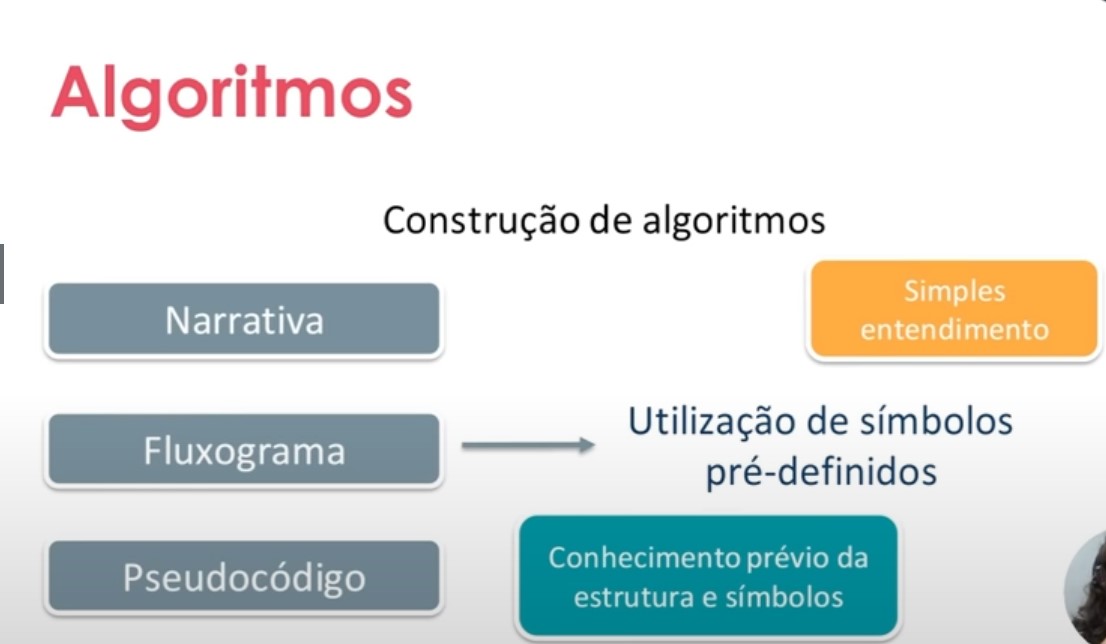 Algoritmos
Construção de algoritmos
Narrativa
Simples
entendimento
Fluxograma
Utilização de símbolos
pré-definidos
Pseudocódigo
Conhecimento prévio da
estrutura e símbolos